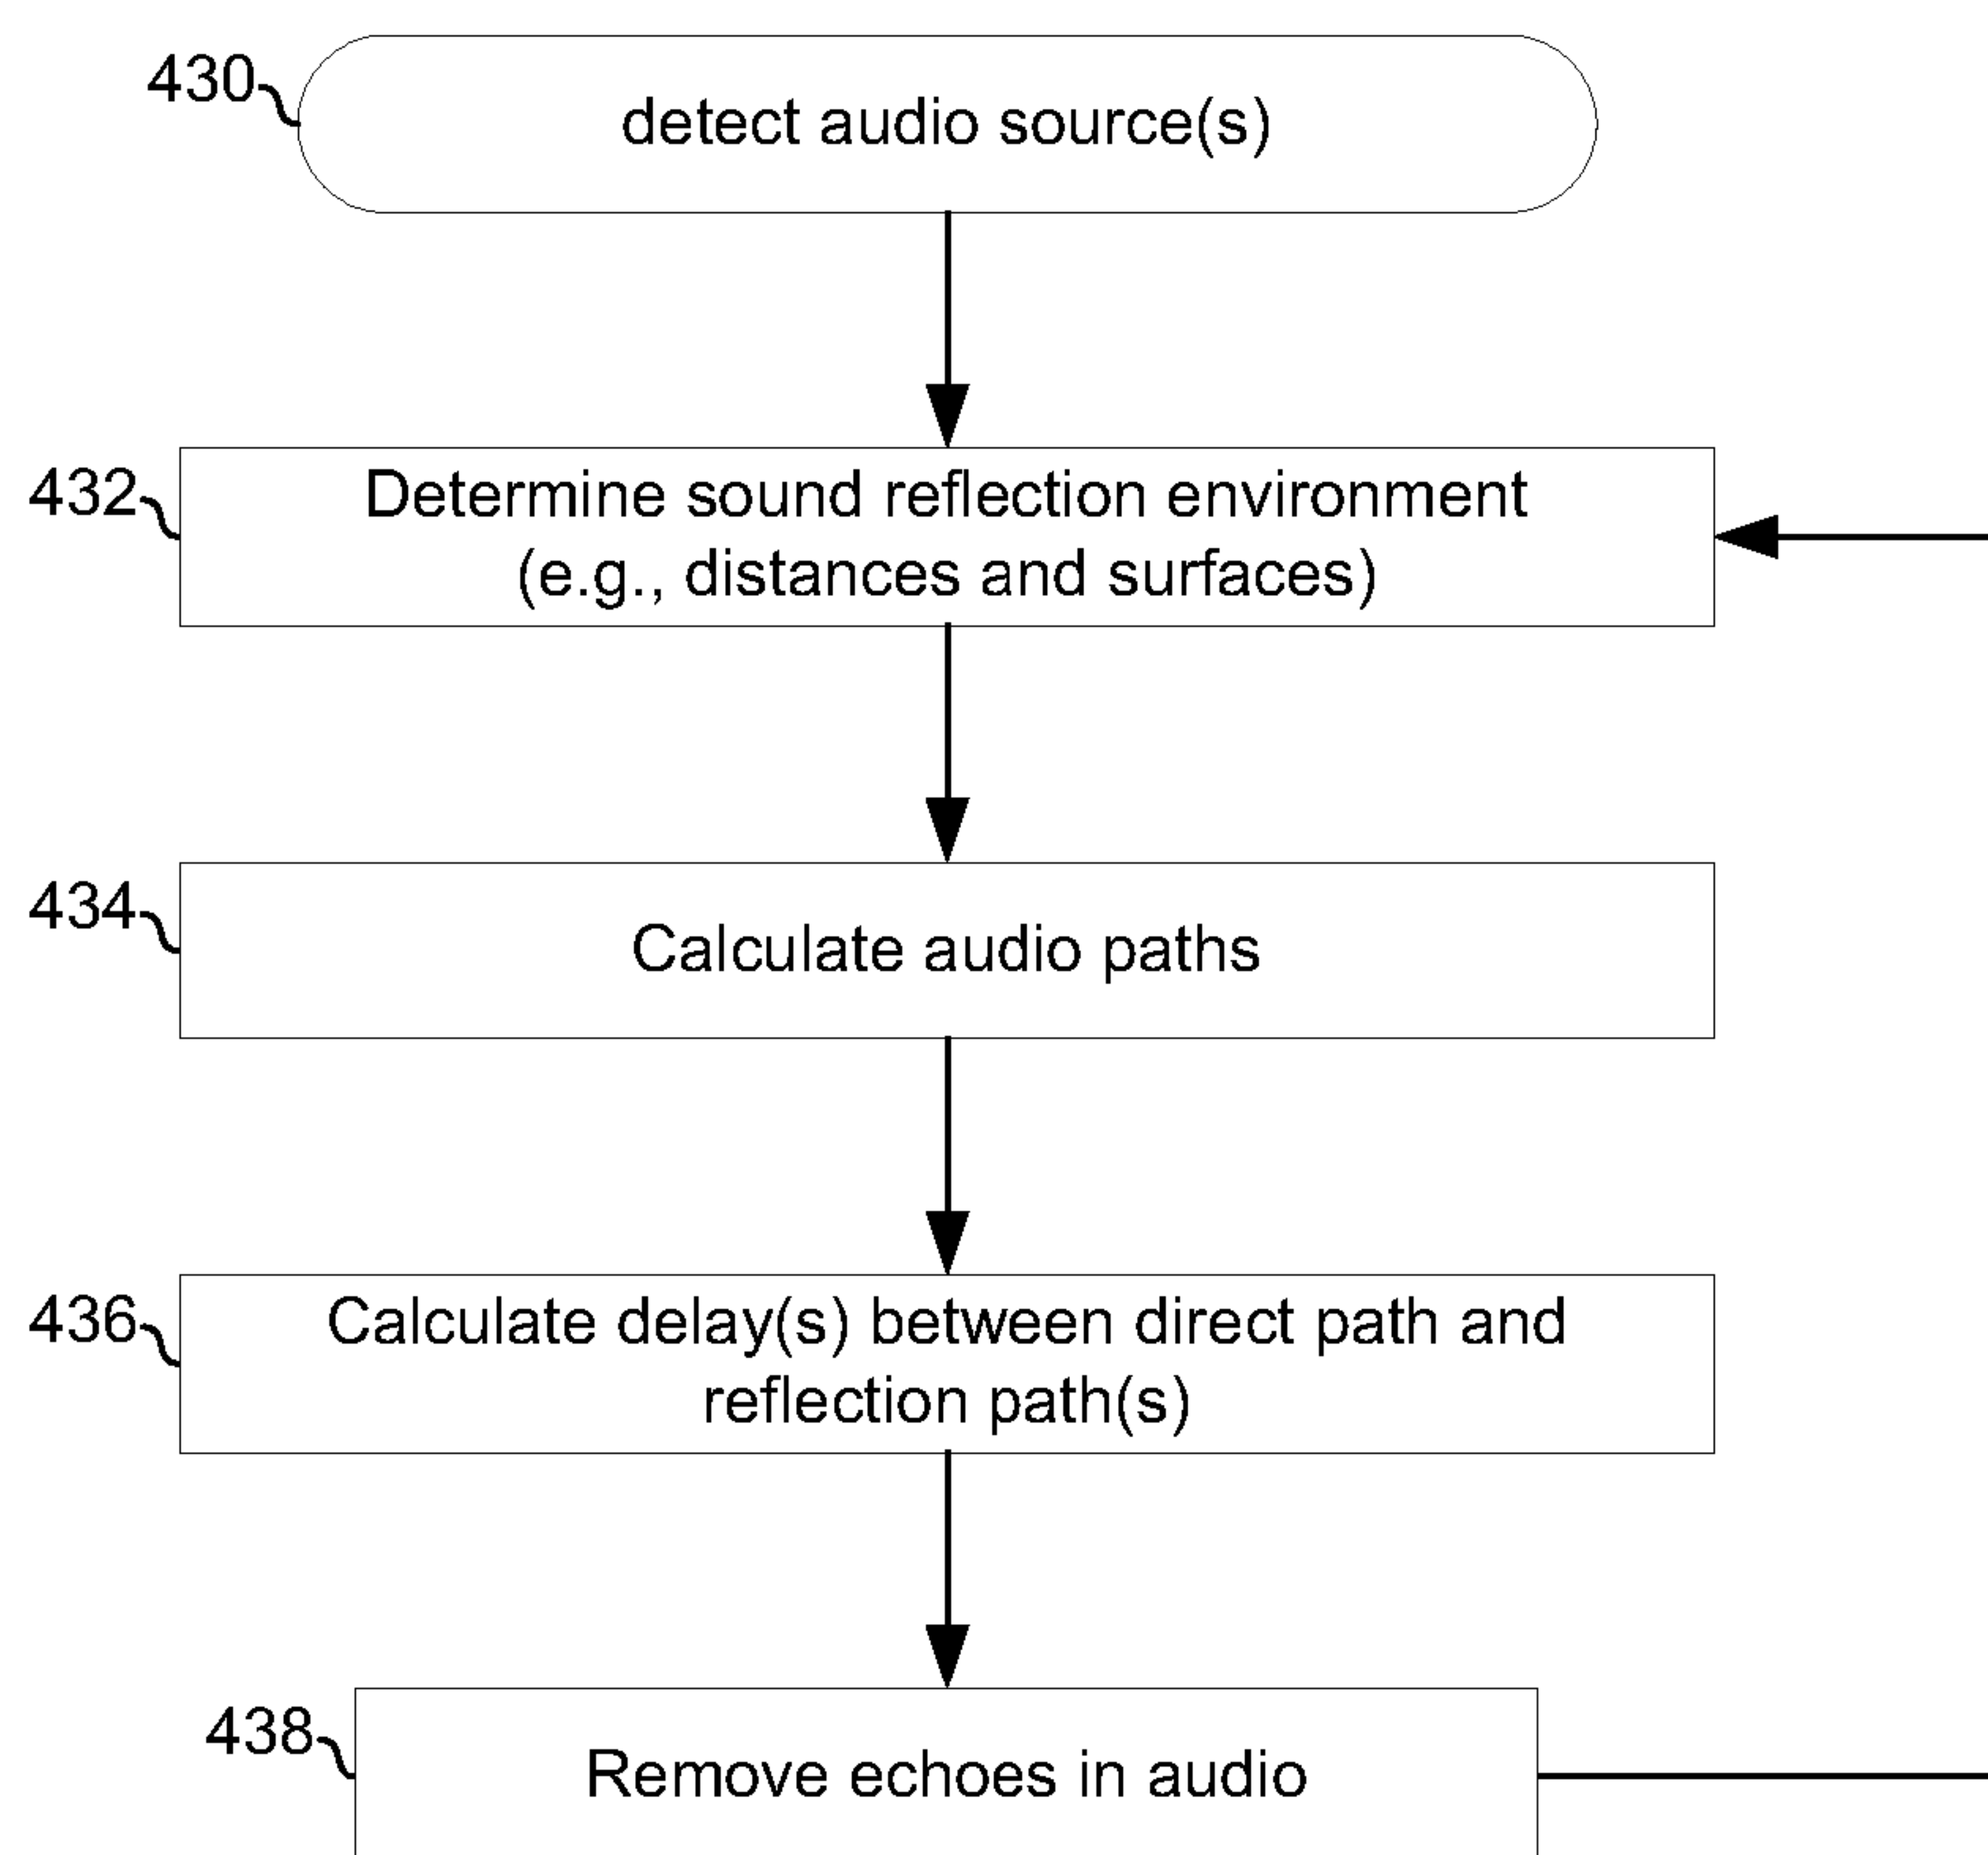 430
detect audio source(s)
432
Determine sound reflection environment
(e.g., distances and surfaces)
434
Calculate audio paths
436
Calculate delay(s) between direct path and
reflection path(s)
438
Remove echoes in audio